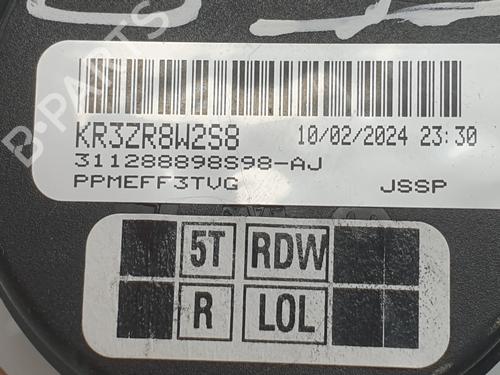 KR3ZR8W2S8 10/02/2024 23:30
311288898S98-AJ
PPMEFF3TVG JSSP
5T RDW
R LOL
B-PARTS